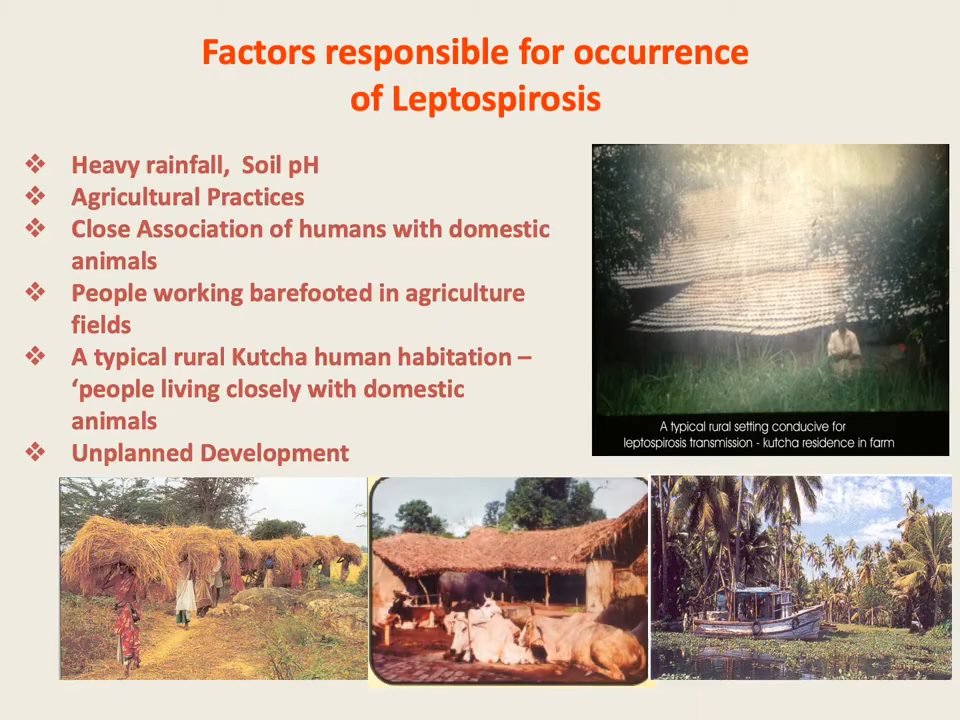 Factors responsible for occurrence
of Leptospirosis
❖ Heavy rainfall, Soil pH
❖ Agricultural Practices
❖ Close Association of humans with domestic
animals
❖ People working barefooted in agriculture
fields
❖ A typical rural Kutcha human habitation –
‘people living closely with domestic
animals
❖ Unplanned Development
A typical rural setting conducive for
leptospirosis transmission - kutcha residence in farm